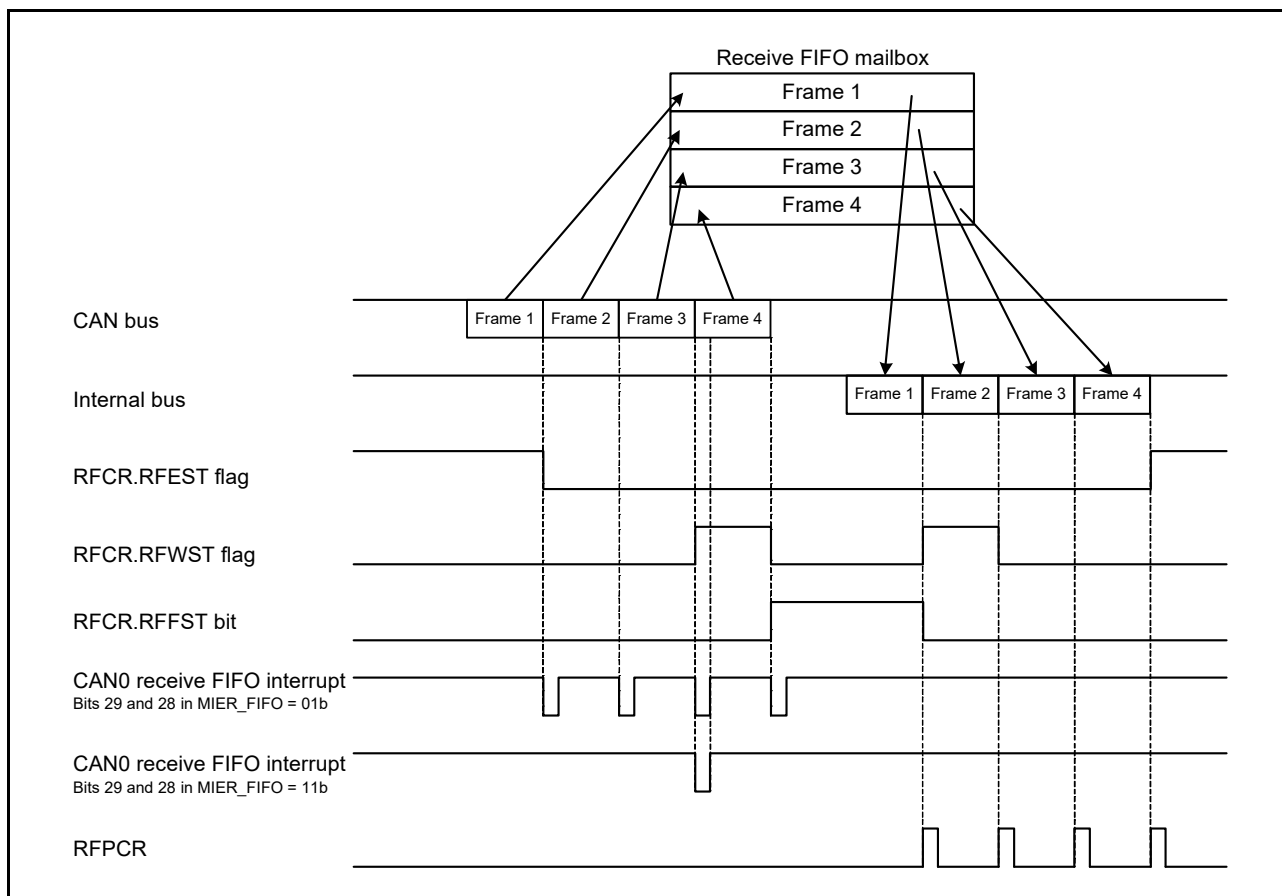 Receive FIFO mailbox
Frame 1
Frame 2
Frame 3
Frame 4
CAN bus
Frame 1 Frame 2 Frame 3 Frame 4
Internal bus
Frame 1 Frame 2 Frame 3 Frame 4
RFCR.RFEST flag
RFCR.RFWST flag
RFCR.RFFST bit
CAN0 receive FIFO interrupt
Bits 29 and 28 in MIER_FIFO = 01b
CAN0 receive FIFO interrupt
Bits 29 and 28 in MIER_FIFO = 11b
RFPCR